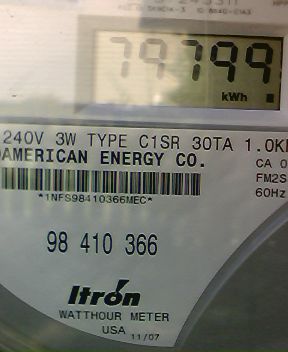 79799
kWh
240V 3W TYPE C1SR 30TA 1.0K
AMERICAN ENERGY CO.
CA 0
FM2S
60Hz
*1NFS98410366MEC*
98 410 366
Itrón
WATTHOUR METER
USA 11/07